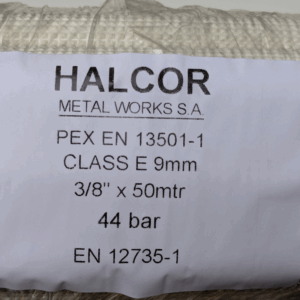 HALCOR
METAL WORKS S.A.
PEX EN 13501-1
CLASS E 9mm
3/8" x 50mtr
44 bar
EN 12735-1